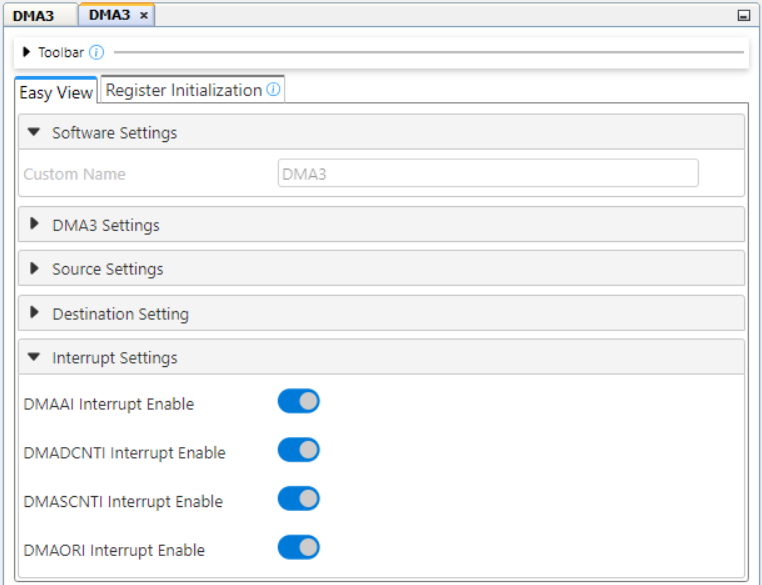 DMA3 DMA3 ×
Toolbar
Easy View Register Initialization
Software Settings
Custom Name DMA3
DMA3 Settings
Source Settings
Destination Setting
Interrupt Settings
DMAAI Interrupt Enable
DMADCNTI Interrupt Enable
DMASCNTI Interrupt Enable
DMAORI Interrupt Enable